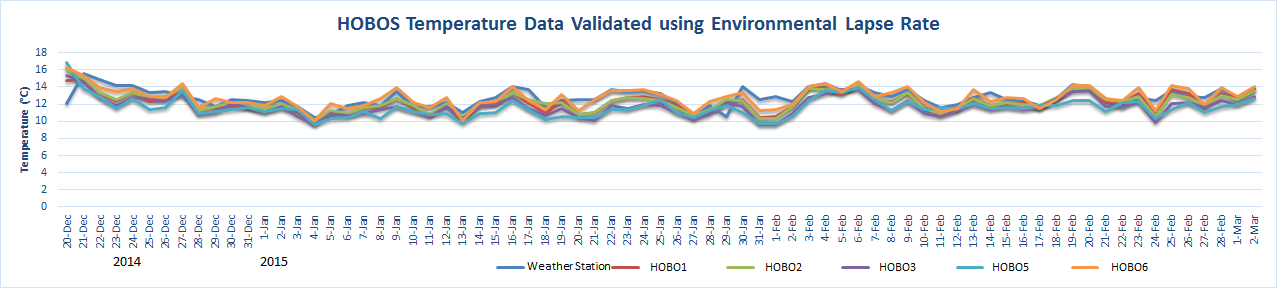 HOBOS Temperature Data Validated using Environmental Lapse Rate
Temperature (°C)
18
16
14
12
10
8
6
4
2
0
20-Dec
21-Dec
22-Dec
23-Dec
24-Dec
25-Dec
26-Dec
27-Dec
28-Dec
29-Dec
30-Dec
31-Dec
1-Jan
2-Jan
3-Jan
4-Jan
5-Jan
6-Jan
7-Jan
8-Jan
9-Jan
10-Jan
11-Jan
12-Jan
13-Jan
14-Jan
15-Jan
16-Jan
17-Jan
18-Jan
19-Jan
20-Jan
21-Jan
22-Jan
23-Jan
24-Jan
25-Jan
26-Jan
27-Jan
28-Jan
29-Jan
30-Jan
31-Jan
1-Feb
2-Feb
3-Feb
4-Feb
5-Feb
6-Feb
7-Feb
8-Feb
9-Feb
10-Feb
11-Feb
12-Feb
13-Feb
14-Feb
15-Feb
16-Feb
17-Feb
18-Feb
19-Feb
20-Feb
21-Feb
22-Feb
23-Feb
24-Feb
25-Feb
26-Feb
27-Feb
28-Feb
1-Mar
2-Mar
2014 2015
Weather Station HOBO1 HOBO2 HOBO3 HOBO5 HOBO6